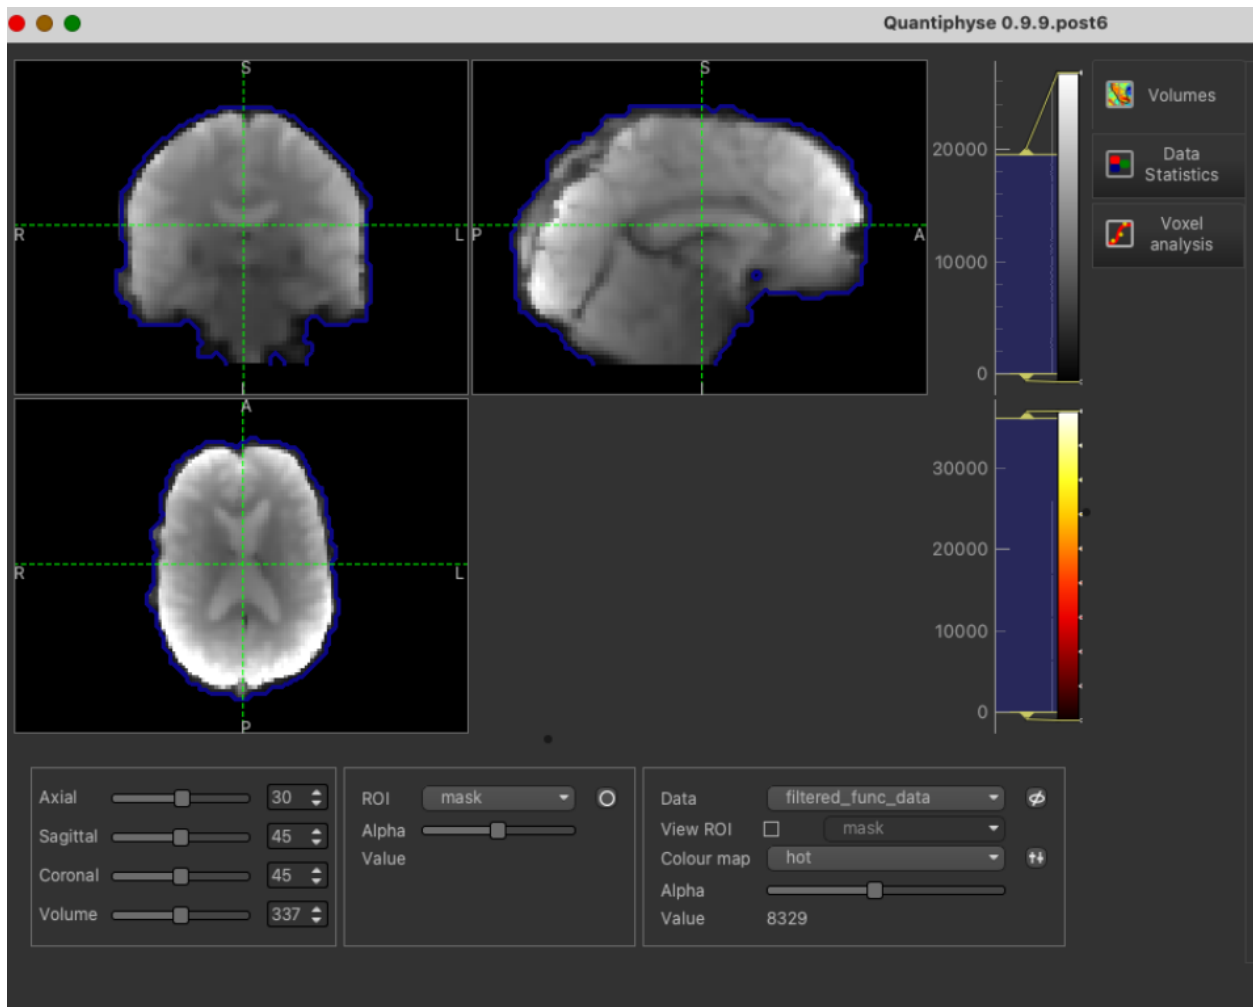 Quantiphyse 0.9.9.post6
S
R
L
I
S
P
A
I
20000
10000
0
Volumes
Data
Statistics
Voxel
analysis
A
R
L
P
30000
20000
10000
0
Axial
30
Sagittal
45
Coronal
45
Volume
337
ROI
mask
Alpha
Value
Data
filtered_func_data
View ROI
mask
Colour map
hot
Alpha
Value
8329